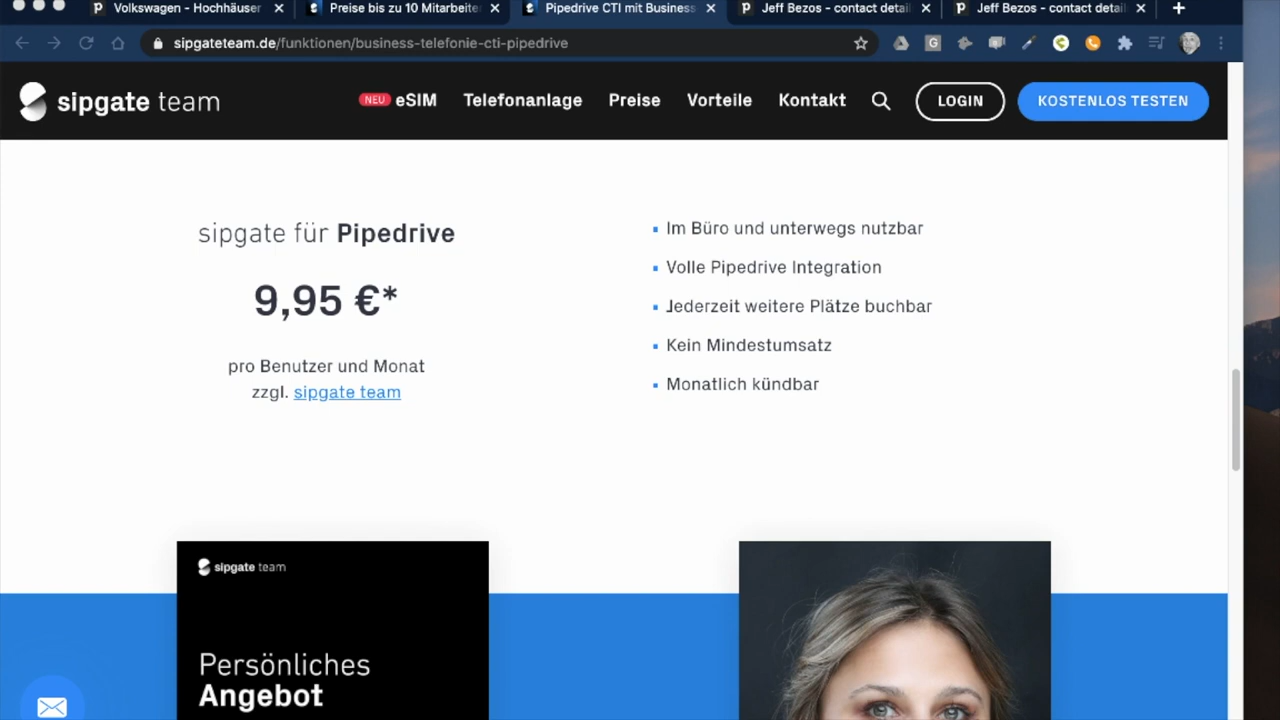 Volkswagen - Hochhäuser
Preise bis zu 10 Mitarbeite
Pipedrive CTI mit Business
Jeff Bezos - contact detail
Jeff Bezos - contact detail
sipgateteam.de/funktionen/business-telefonie-cti-pipedrive
sipgate team
NEU eSIM
Telefonanlage
Preise
Vorteile
Kontakt
LOGIN
KOSTENLOS TESTEN
sipgate für Pipedrive
9,95 €*
pro Benutzer und Monat
zzgl. sipgate team
Im Büro und unterwegs nutzbar
Volle Pipedrive Integration
Jederzeit weitere Plätze buchbar
Kein Mindestumsatz
Monatlich kündbar
sipgate team
Persönliches
Angebot